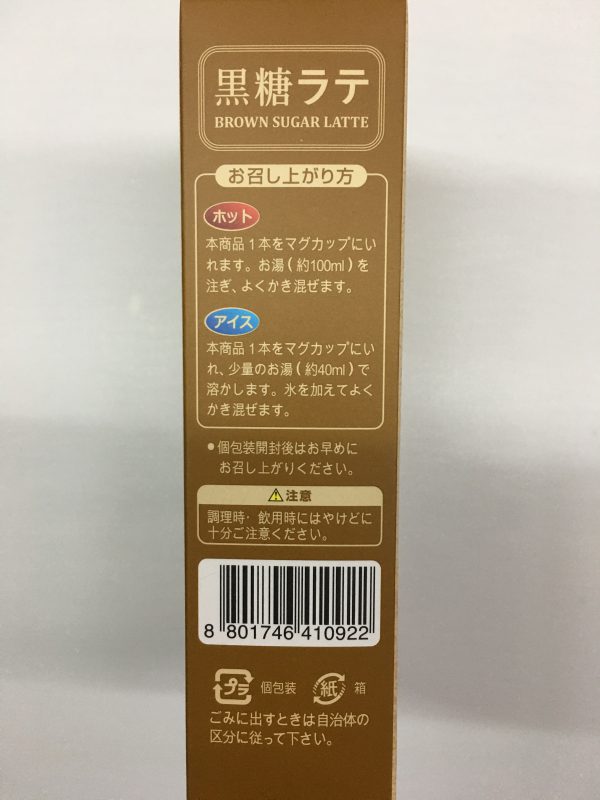 黒糖ラテ
BROWN SUGAR LATTE
お召し上がり方
ホット
本商品1本をマグカップにい
れます。お湯(約100ml)を
注ぎ、よくかき混ぜます。
アイス
本商品1本をマグカップにい
れ、少量のお湯(約40ml)で
溶かします。氷を加えてよく
かき混ぜます。
●個包装開封後はお早めに
お召し上がりください。
⚠注意
調理時・飲用時にはやけどに
十分ご注意ください。
8 801746 410922
プラ 個包装 紙 箱
ごみに出すときは自治体の
区分に従って下さい。